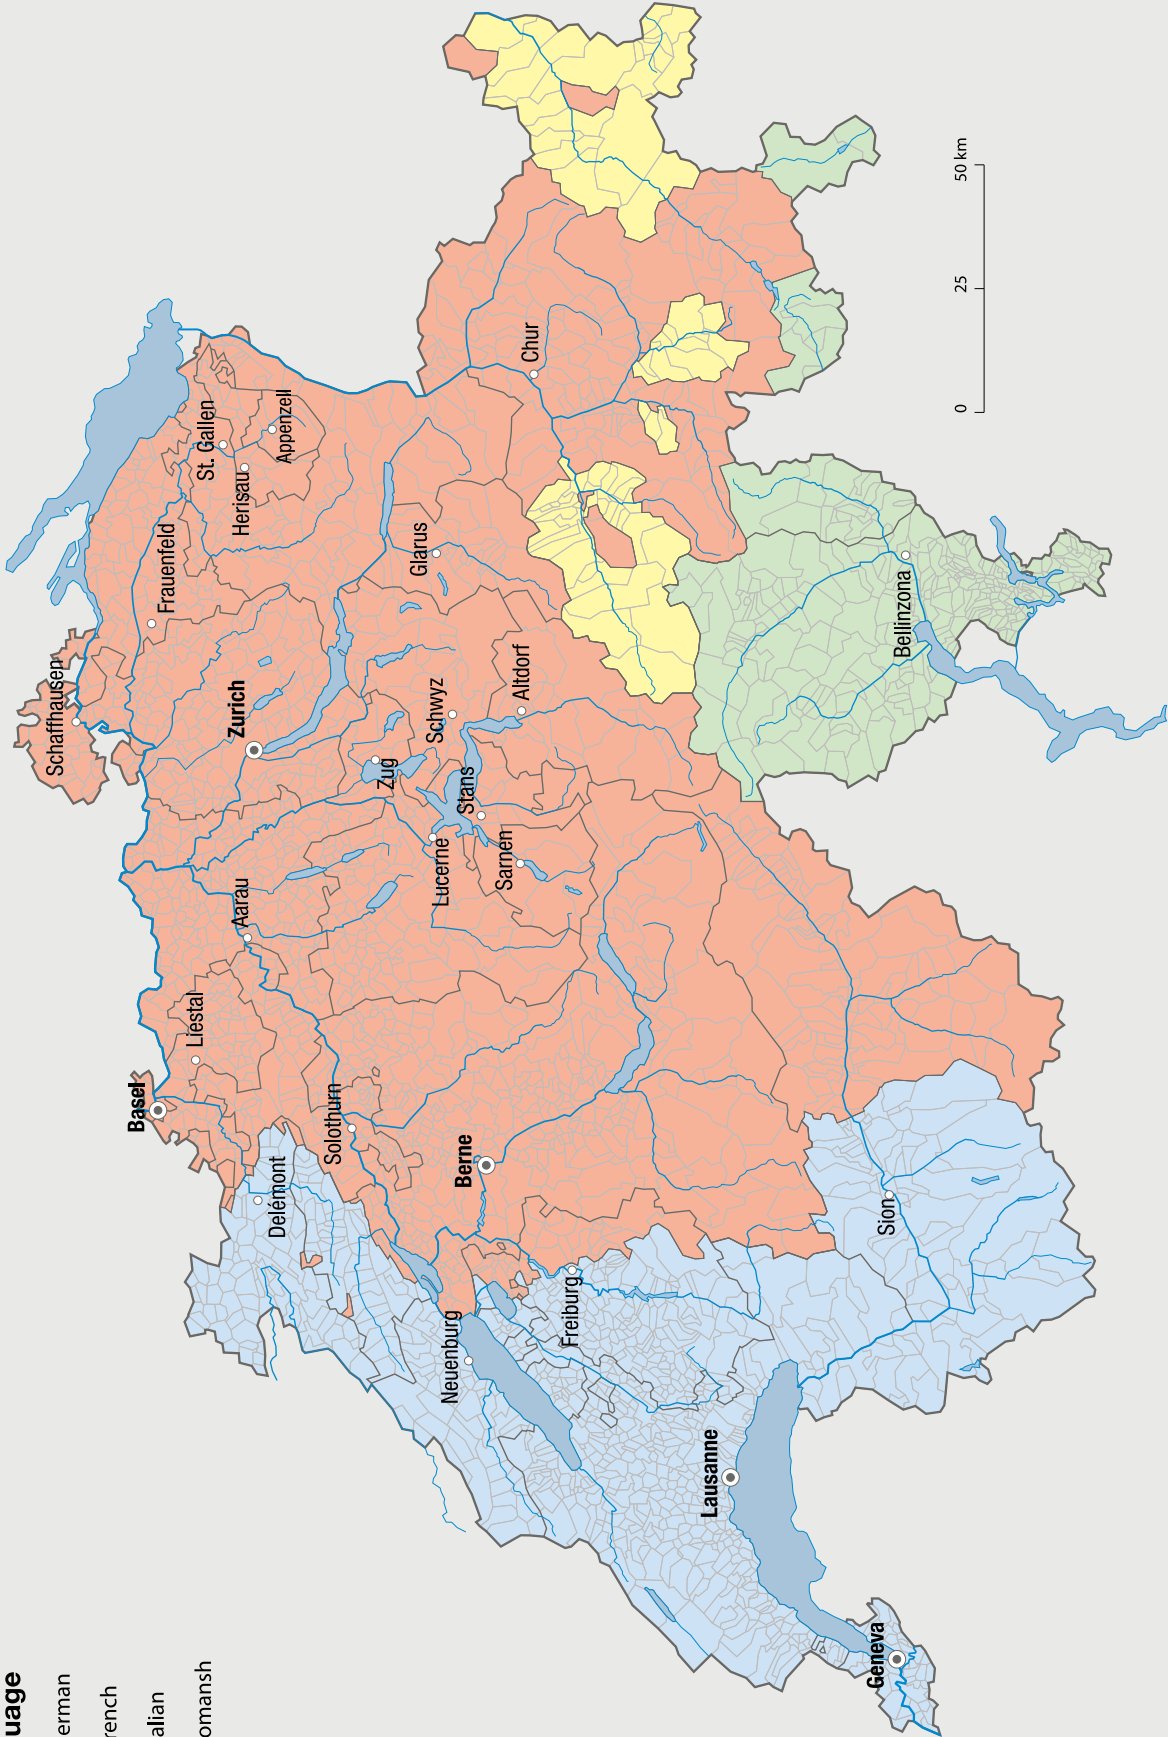 uage
erman
rench
alian
omansh
Schaffhausen
Frauenfeld
St. Gallen
Herisau
Appenzell
Basel
Liestal
Aarau
Zurich
Delémont
Solothurn
Zug
Lucerne
Schwyz
Glarus
Chur
Berne
Stans
Sarnen
Altdorf
Neuenburg
Freiburg
Lausanne
Geneva
Sion
Bellinzona
0
25
50 km